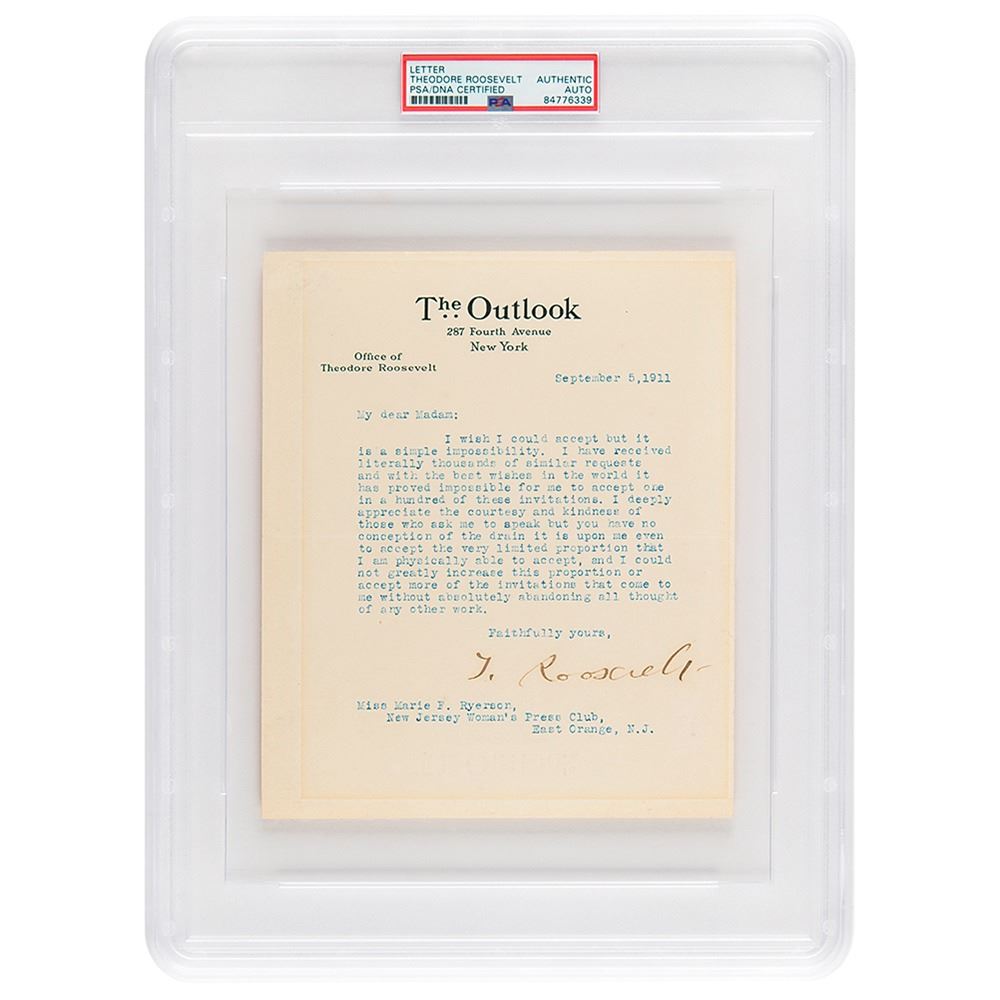 LETTER
THEODORE ROOSEVELT AUTHENTIC
PSA/DNA CERTIFIED AUTO
PSA 84776339
The Outlook
287 Fourth Avenue
New York
Office of
Theodore Roosevelt
September 5, 1911
My dear Madam:
I wish I could accept but it
is a simple impossibility. I have received
literally thousands of similar requests
and with the best wishes in the world it
has proved impossible for me to accept one
in a hundred of these invitations. I deeply
appreciate the courtesy and kindness of
those who ask me to speak but you have no
conception of the drain it is upon me even
to accept the very limited proportion that
I am physically able to accept, and I could
not greatly increase this proportion or
accept more of the invitations that come to
me without absolutely abandoning all thought
of any other work.
Faithfully yours,
T. Roosevelt
Miss Marie F. Ryerson,
New Jersey Woman's Press Club,
East Orange, N.J.